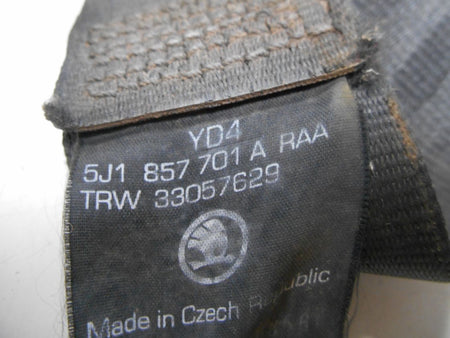 YD4
5J1 857 701 A RAA
TRW 33057629
Made in Czech Republic